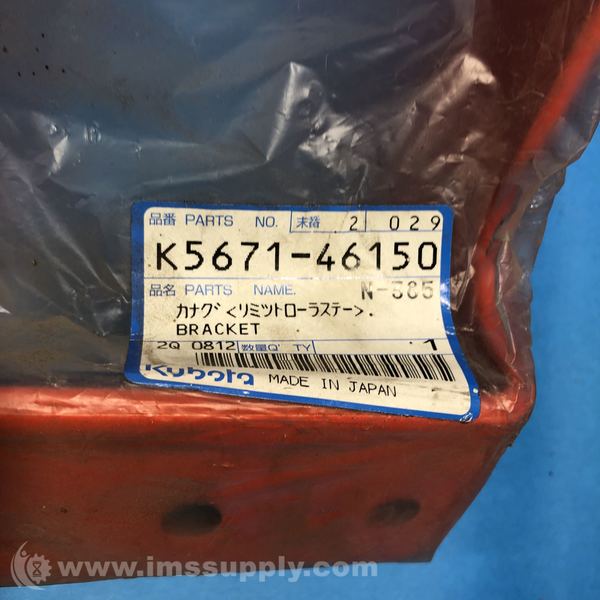 品番 PARTS NO. 末番 2 029
K5671-46150
品名 PARTS NAME. N-585
カナグ<リミットローラステー>.
BRACKET
2Q 0812 数量Q'TY 1
Kubota MADE IN JAPAN
www.imssupply.com